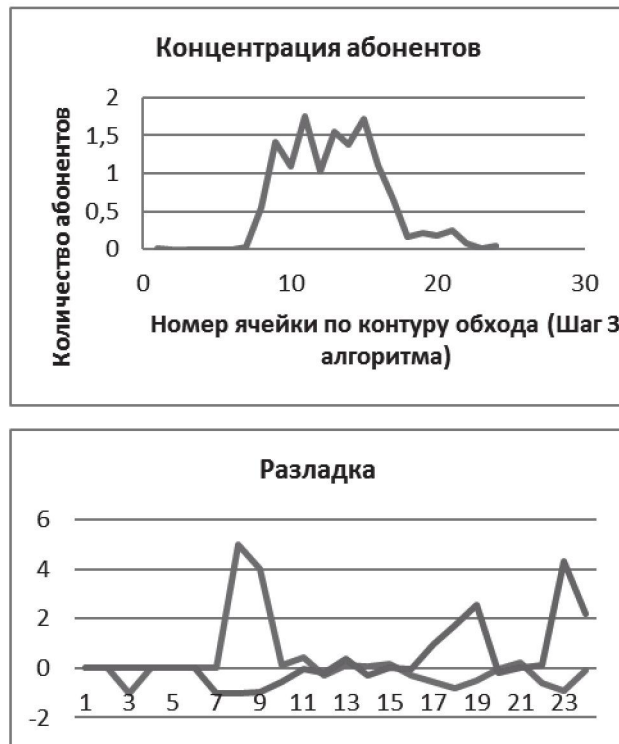 Концентрация абонентов
Количество абонентов
2
1,5
1
0,5
0
0 10 20 30
Номер ячейки по контуру обхода (Шаг 3
алгоритма)
Разладка
6
4
2
0
-2
1 3 5 7 9 11 13 15 17 19 21 23